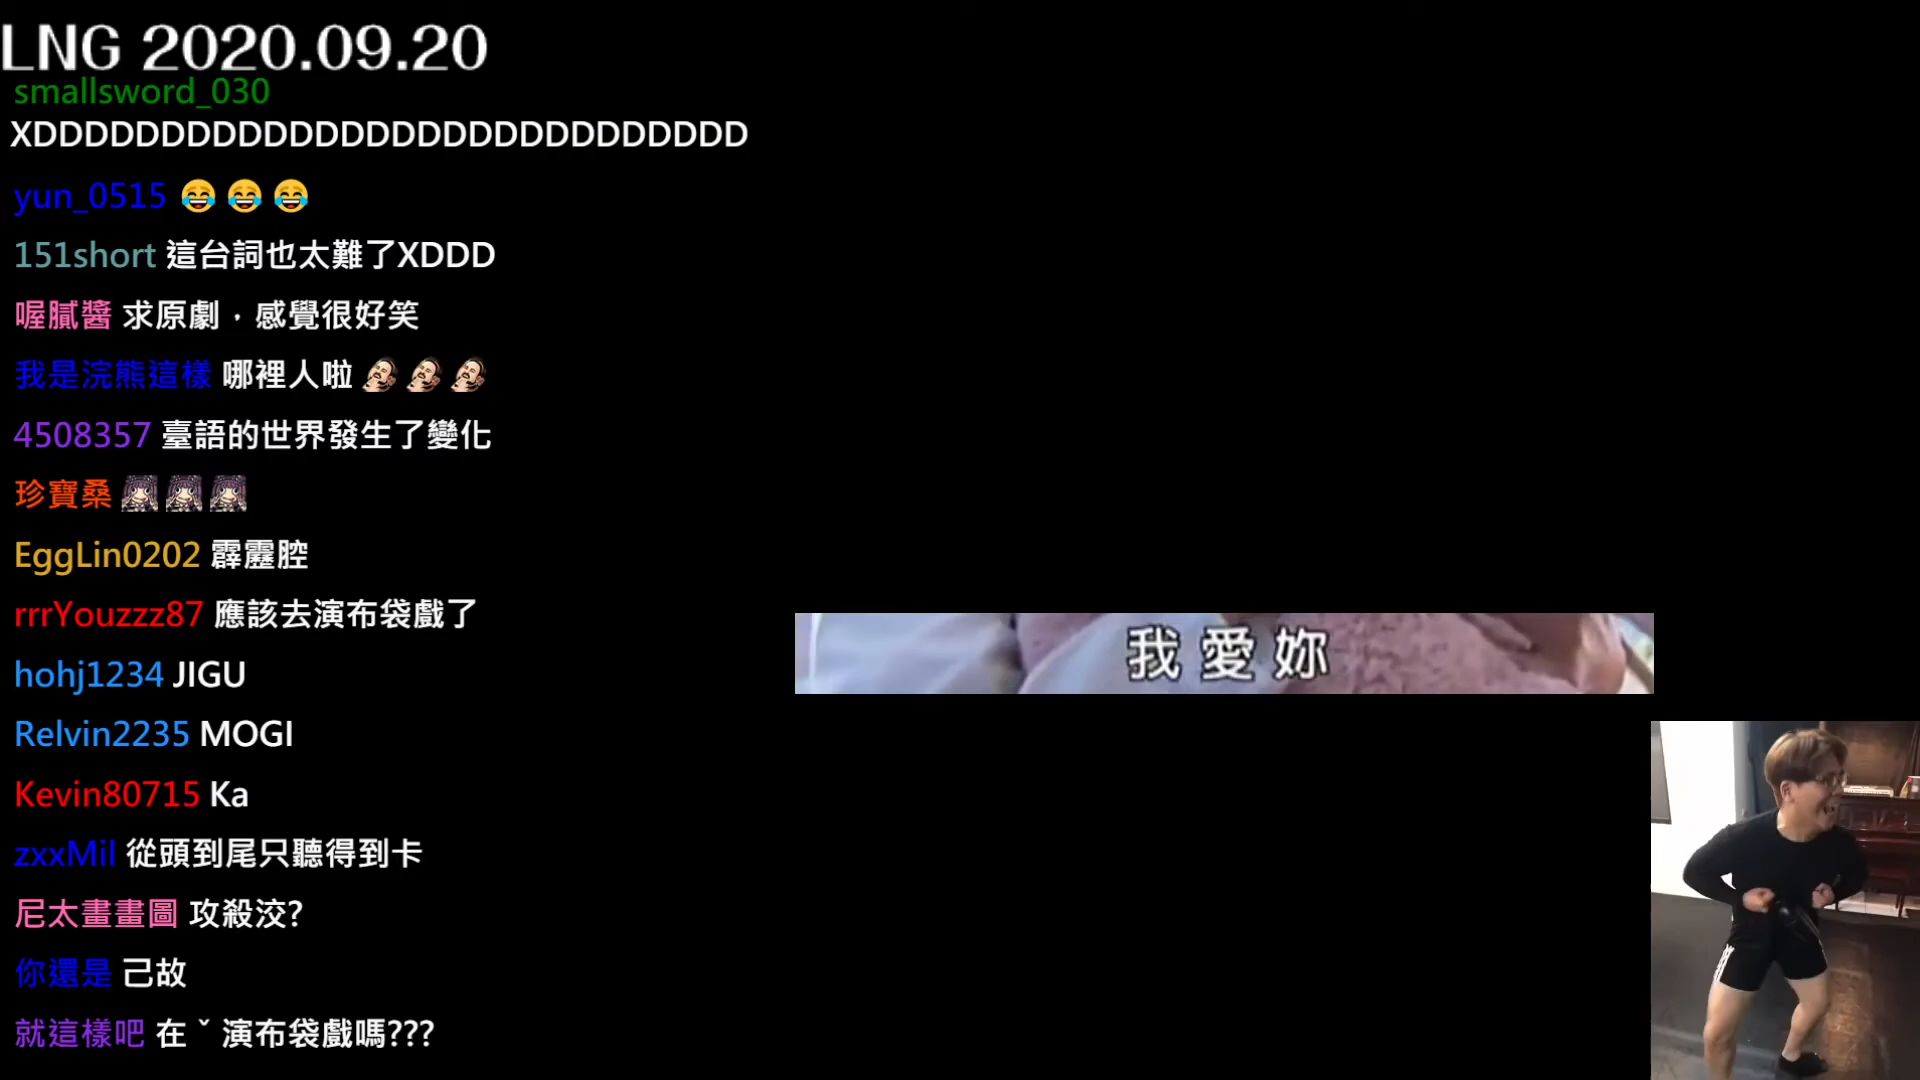 LNG 2020.09.20
smallsword_030
XDDDDDDDDDDDDDDDDDDDDDDDDDDDD
yun_0515 😂 😂 😂
151short 這台詞也太難了XDDD
喔膩醬 求原劇，感覺很好笑
我是浣熊這樣 哪裡人啦
4508357 臺語的世界發生了變化
珍寶桑
EggLin0202 霹靂腔
rrrYouzzz87 應該去演布袋戲了
hohj1234 JIGU
Relvin2235 MOGI
Kevin80715 Ka
zxxMil 從頭到尾只聽得到卡
尼太畫畫圖 攻殺洨?
你還是 己故
就這樣吧 在ˇ演布袋戲嗎???
我愛妳